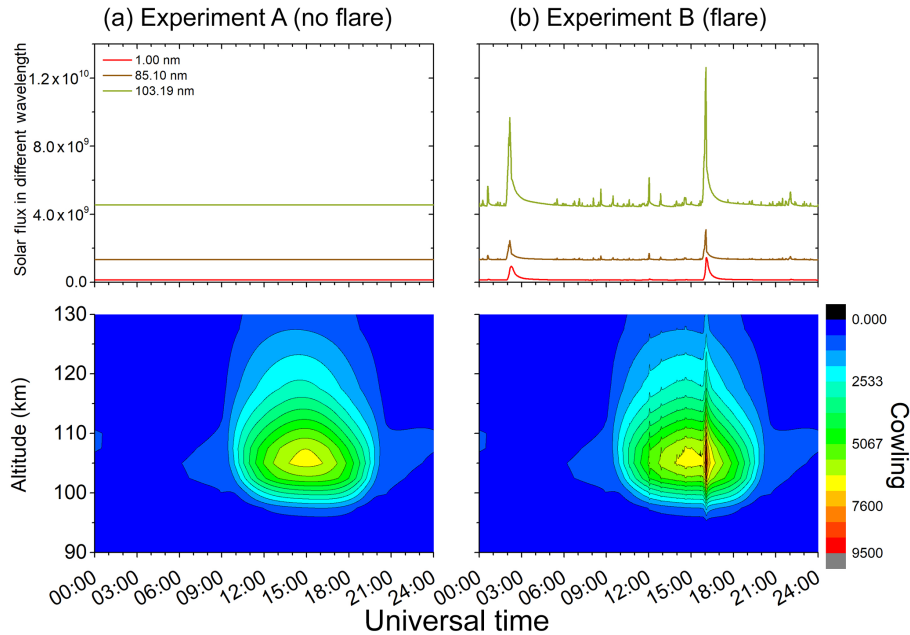 (a) Experiment A (no flare)
(b) Experiment B (flare)
Solar flux in different wavelength
1.2x10^10
8.0x10^9
4.0x10^9
0.0
1.00 nm
85.10 nm
103.19 nm
Altitude (km)
130
120
110
100
90
00:00 03:00 06:00 09:00 12:00 15:00 18:00 21:00 24:00
00:00 03:00 06:00 09:00 12:00 15:00 18:00 21:00 24:00
Universal time
0.000
2533
5067
7600
9500
Cowling